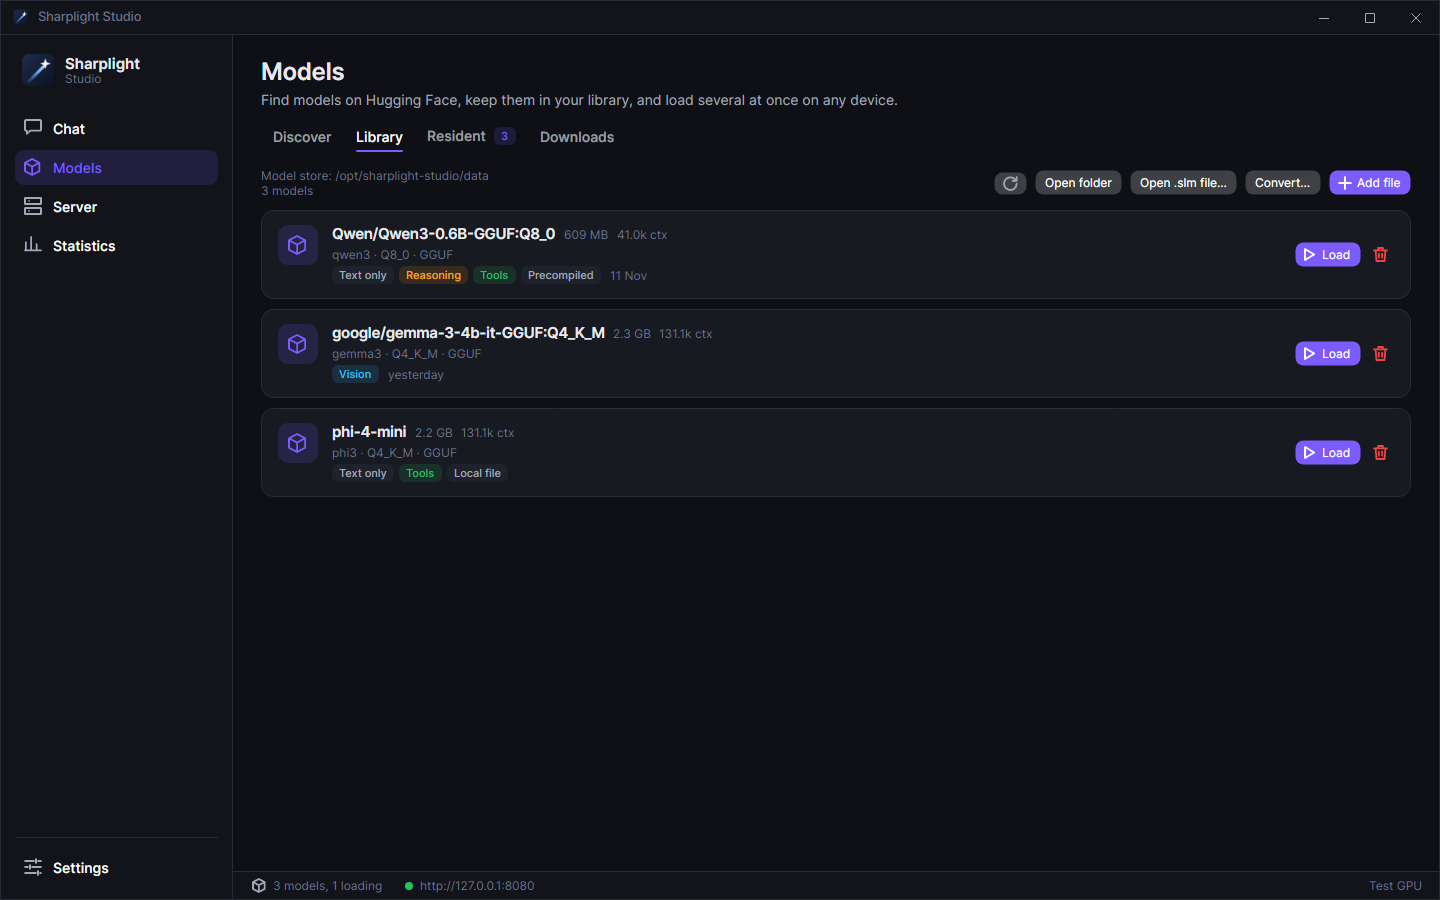 Sharplight Studio
Sharplight
Studio
Chat
Models
Server
Statistics
Settings
Models
Find models on Hugging Face, keep them in your library, and load several at once on any device.
Discover Library Resident 3 Downloads
Model store: /opt/sharplight-studio/data
3 models
Open folder Open .slm file... Convert... Add file
Qwen/Qwen3-0.6B-GGUF:Q8_0 609 MB 41.0k ctx
qwen3 · Q8_0 · GGUF
Text only Reasoning Tools Precompiled 11 Nov
Load
google/gemma-3-4b-it-GGUF:Q4_K_M 2.3 GB 131.1k ctx
gemma3 · Q4_K_M · GGUF
Vision yesterday
Load
phi-4-mini 2.2 GB 131.1k ctx
phi3 · Q4_K_M · GGUF
Text only Tools Local file
Load
3 models, 1 loading http://127.0.0.1:8080 Test GPU